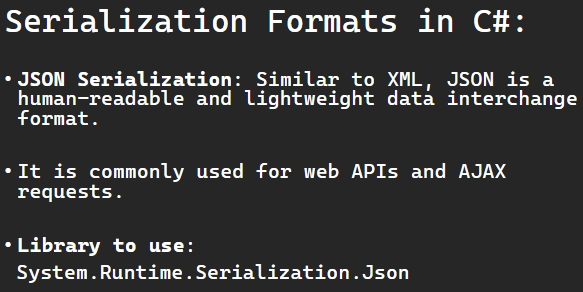 Serialization Formats in C#:
• JSON Serialization: Similar to XML, JSON is a
human-readable and lightweight data interchange
format.
• It is commonly used for web APIs and AJAX
requests.
• Library to use:
System.Runtime.Serialization.Json